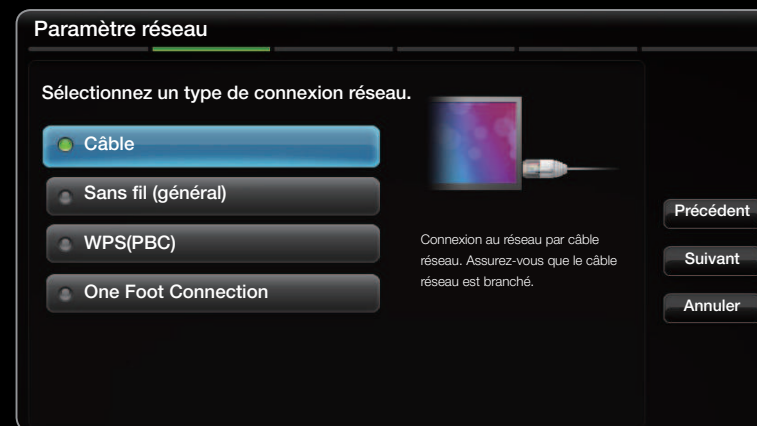 Paramètre réseau
Sélectionnez un type de connexion réseau.
Câble
Sans fil (général)
WPS(PBC)
One Foot Connection
Connexion au réseau par câble
réseau. Assurez-vous que le câble
réseau est branché.
Précédent
Suivant
Annuler